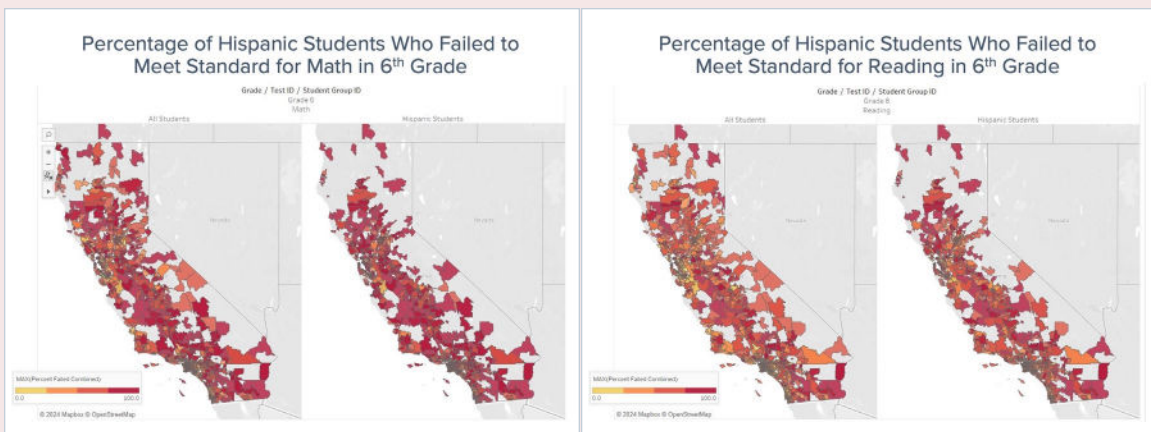 Percentage of Hispanic Students Who Failed to
Meet Standard for Math in 6th Grade
Grade / Test ID / Student Group ID
Grade 6
Math
All Students
Hispanic Students
Nevada
Nevada
MAX(Percent Failed Combined)
0.0
100.0
© 2024 Mapbox © OpenStreetMap
Percentage of Hispanic Students Who Failed to
Meet Standard for Reading in 6th Grade
Grade / Test ID / Student Group ID
Grade 6
Reading
All Students
Hispanic Students
Nevada
Nevada
MAX(Percent Failed Combined)
0.0
100.0
© 2024 Mapbox © OpenStreetMap